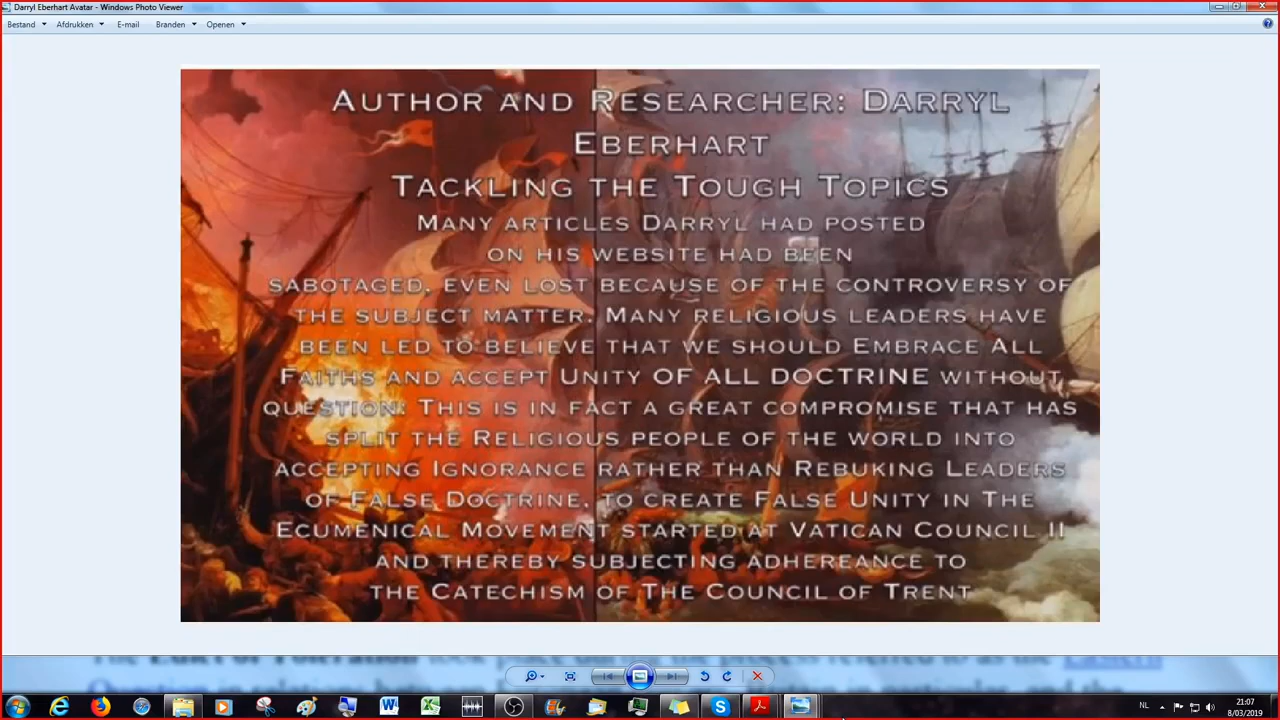 Darryl Eberhart Avatar - Windows Photo Viewer
Bestand Afdrukken E-mail Branden Openen
AUTHOR AND RESEARCHER: DARRYL
EBERHART
TACKLING THE TOUGH TOPICS
MANY ARTICLES DARRYL HAD POSTED
ON HIS WEBSITE HAD BEEN
SABOTAGED, EVEN LOST BECAUSE OF THE CONTROVERSY OF
THE SUBJECT MATTER. MANY RELIGIOUS LEADERS HAVE
BEEN LED TO BELIEVE THAT WE SHOULD EMBRACE ALL
FAITHS AND ACCEPT UNITY OF ALL DOCTRINE WITHOUT
QUESTION: THIS IS IN FACT A GREAT COMPROMISE THAT HAS
SPLIT THE RELIGIOUS PEOPLE OF THE WORLD INTO
ACCEPTING IGNORANCE RATHER THAN REBUKING LEADERS
OF FALSE DOCTRINE, TO CREATE FALSE UNITY IN THE
ECUMENICAL MOVEMENT STARTED AT VATICAN COUNCIL II
AND THEREBY SUBJECTING ADHEREANCE TO
THE CATECHISM OF THE COUNCIL OF TRENT
NL 21:07
8/03/2019